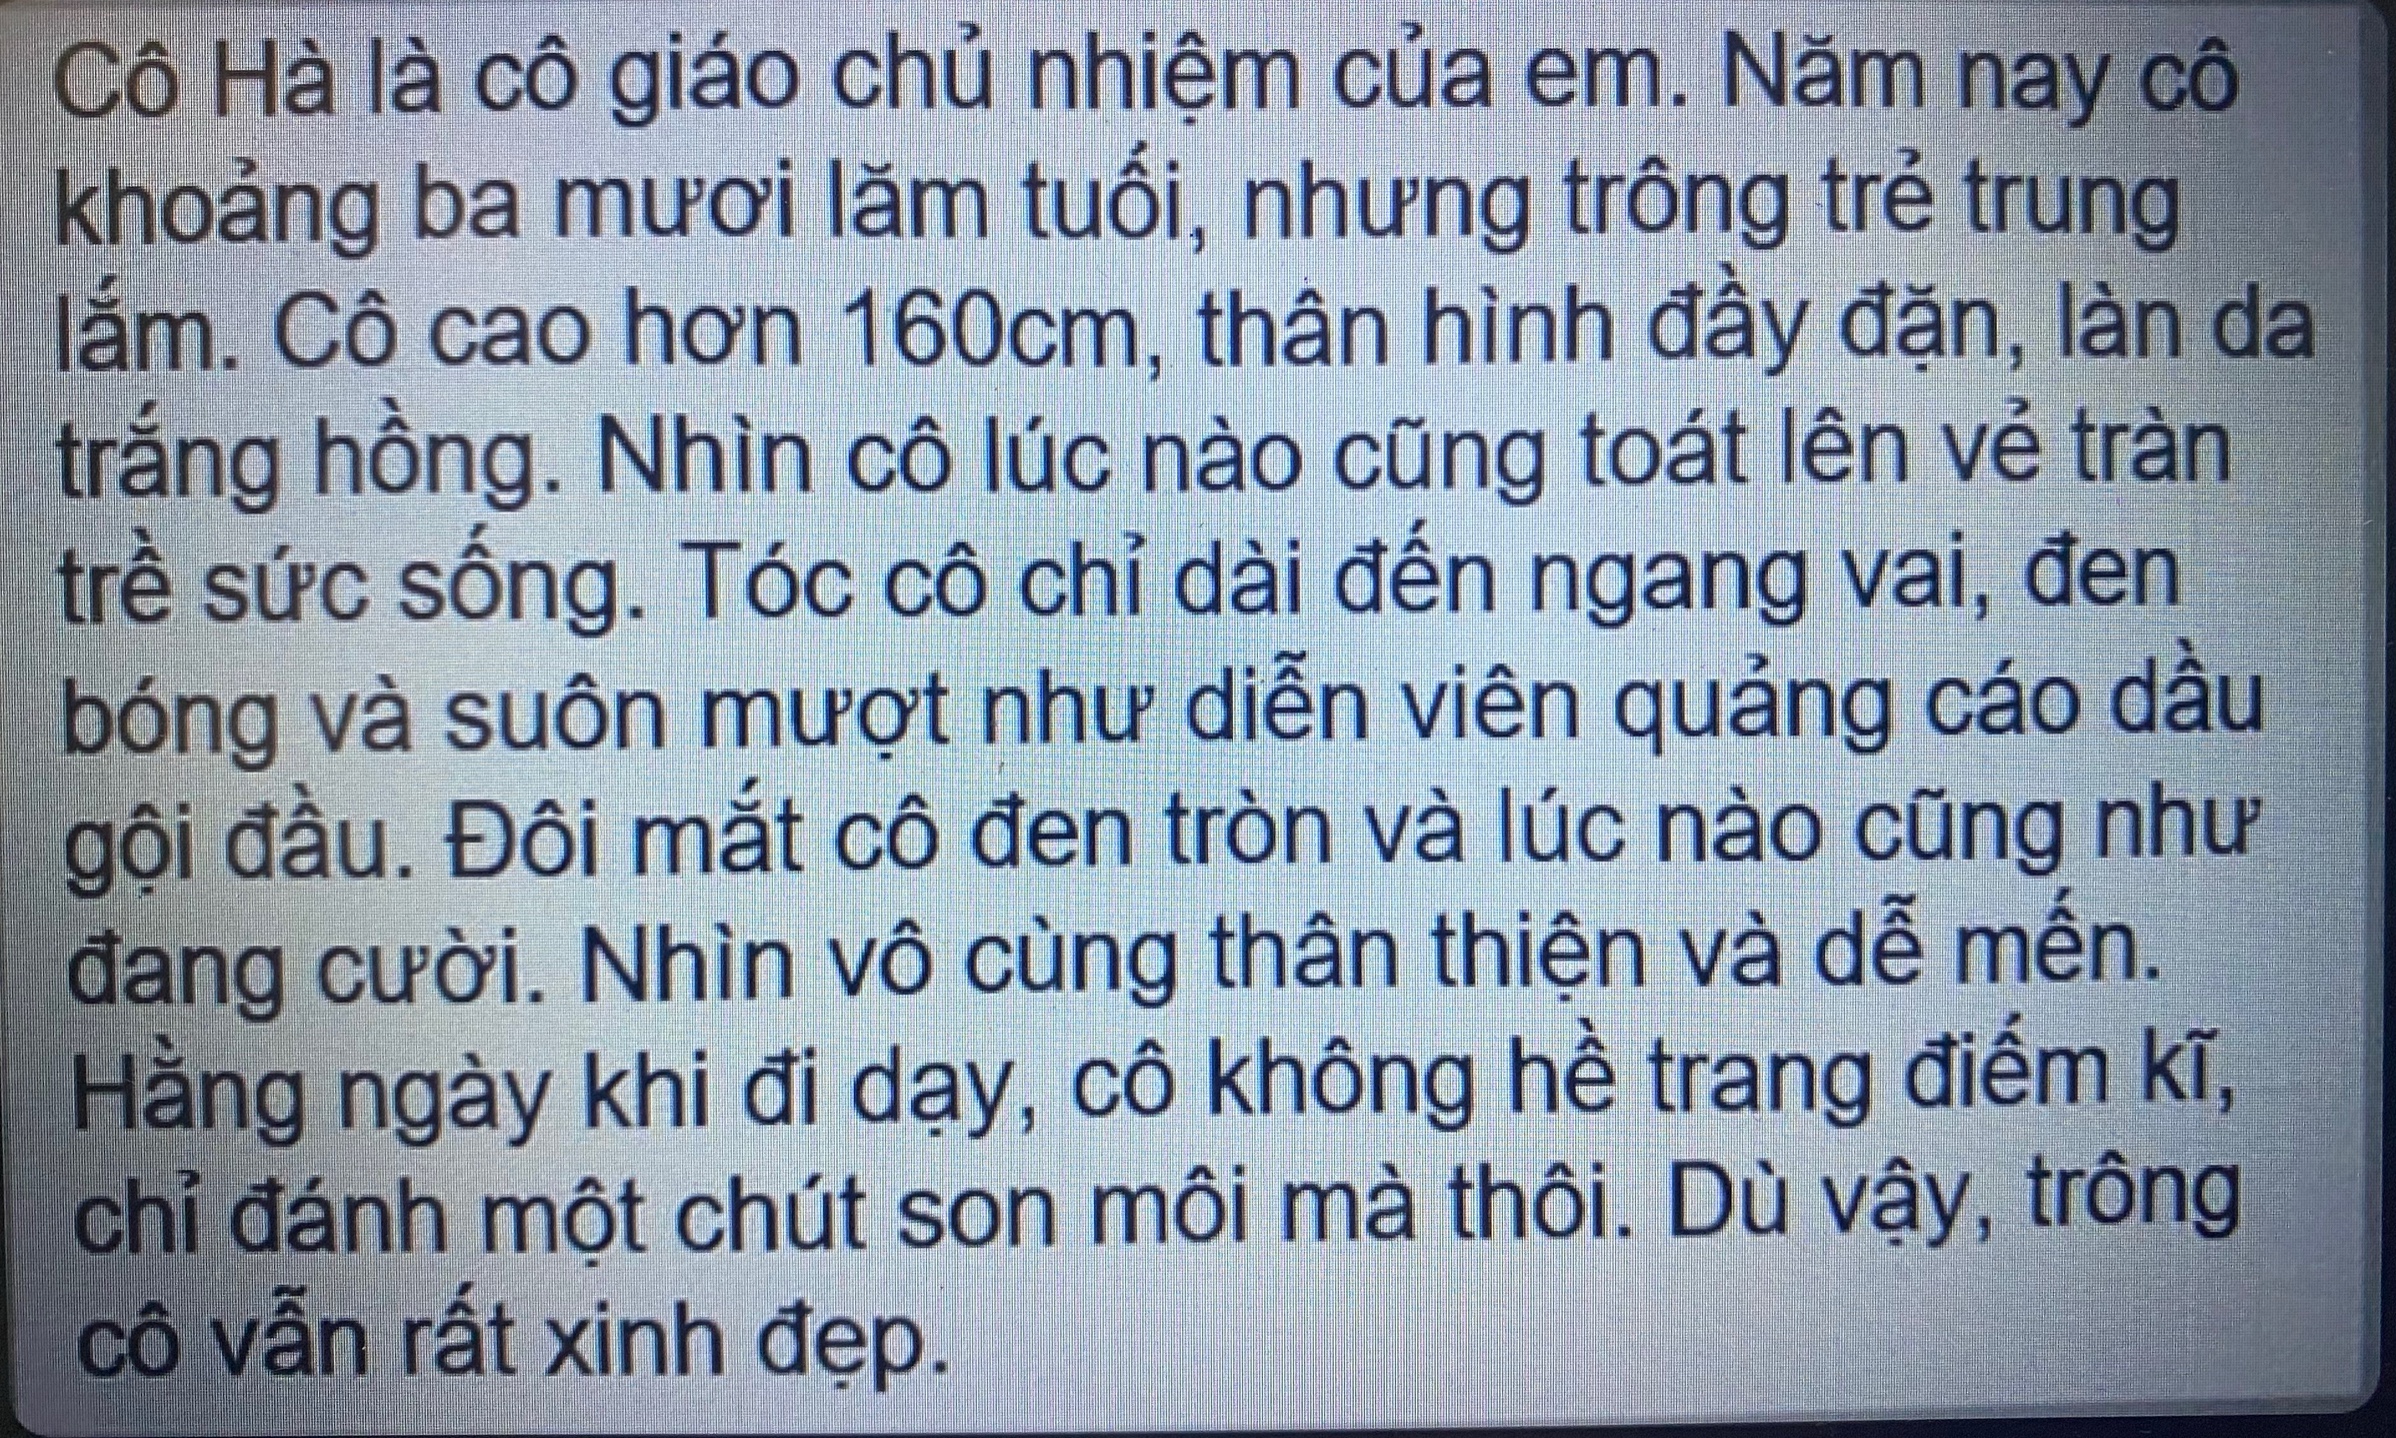 Cô Hà là cô giáo chủ nhiệm của em. Năm nay cô
khoảng ba mươi lăm tuổi, nhưng trông trẻ trung
lắm. Cô cao hơn 160cm, thân hình đầy đặn, làn da
trắng hồng. Nhìn cô lúc nào cũng toát lên vẻ tràn
trề sức sống. Tóc cô chỉ dài đến ngang vai, đen
bóng và suôn mượt như diễn viên quảng cáo dầu
gội đầu. Đôi mắt cô đen tròn và lúc nào cũng như
đang cười. Nhìn vô cùng thân thiện và dễ mến.
Hằng ngày khi đi dạy, cô không hề trang điểm kĩ,
chỉ đánh một chút son môi mà thôi. Dù vậy, trông
cô vẫn rất xinh đẹp.